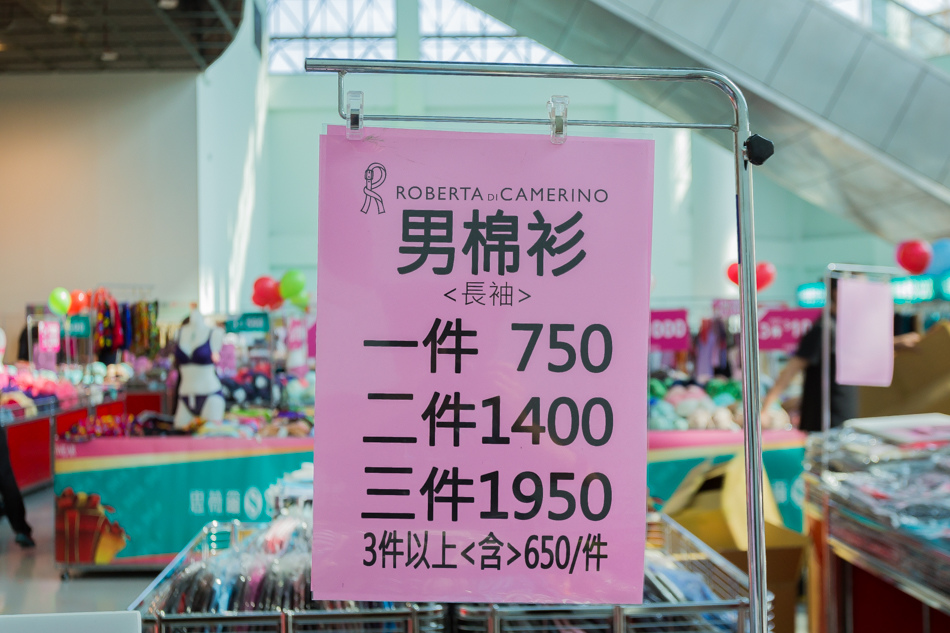 ROBERTA DI CAMERINO
男棉衫
<長袖>
一件 750
二件1400
三件1950
3件以上<含>650/件